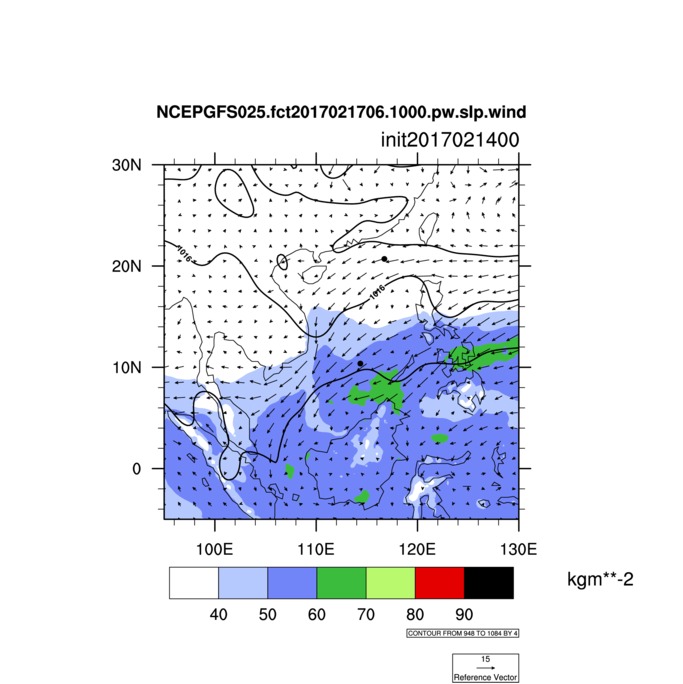 NCEPGFS025.fct2017021706.1000.pw.slp.wind
init2017021400
30N
20N
10N
0
1016
1016
100E 110E 120E 130E
40 50 60 70 80 90
kgm**-2
CONTOUR FROM 948 TO 1084 BY 4
15
Reference Vector